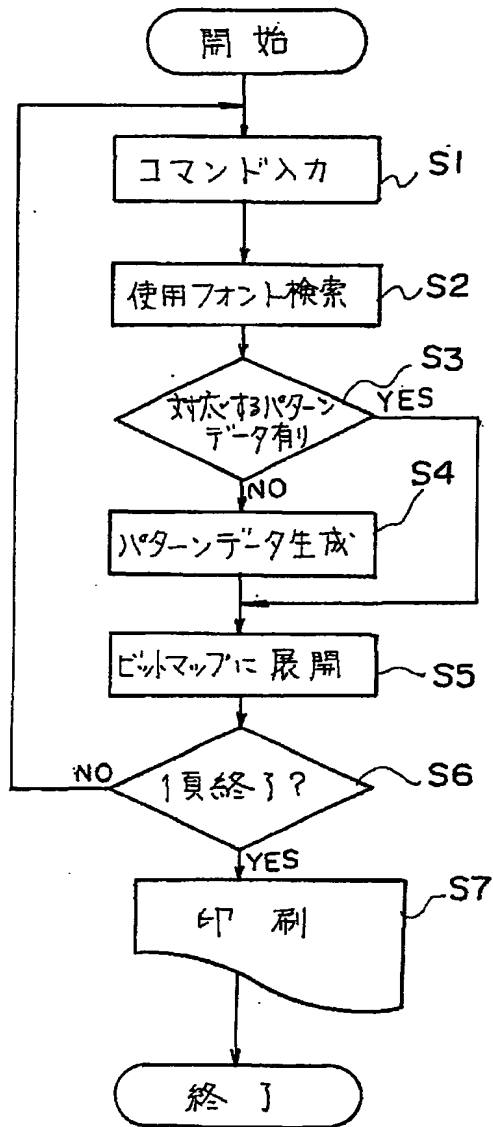 開始
コマンド入力
S1
使用フォント検索
S2
S3
対応するパターン
データ有り
YES
NO
S4
パターンデータ生成
ビットマップに展開
S5
NO
1頁終了?
S6
YES
S7
印刷
終了